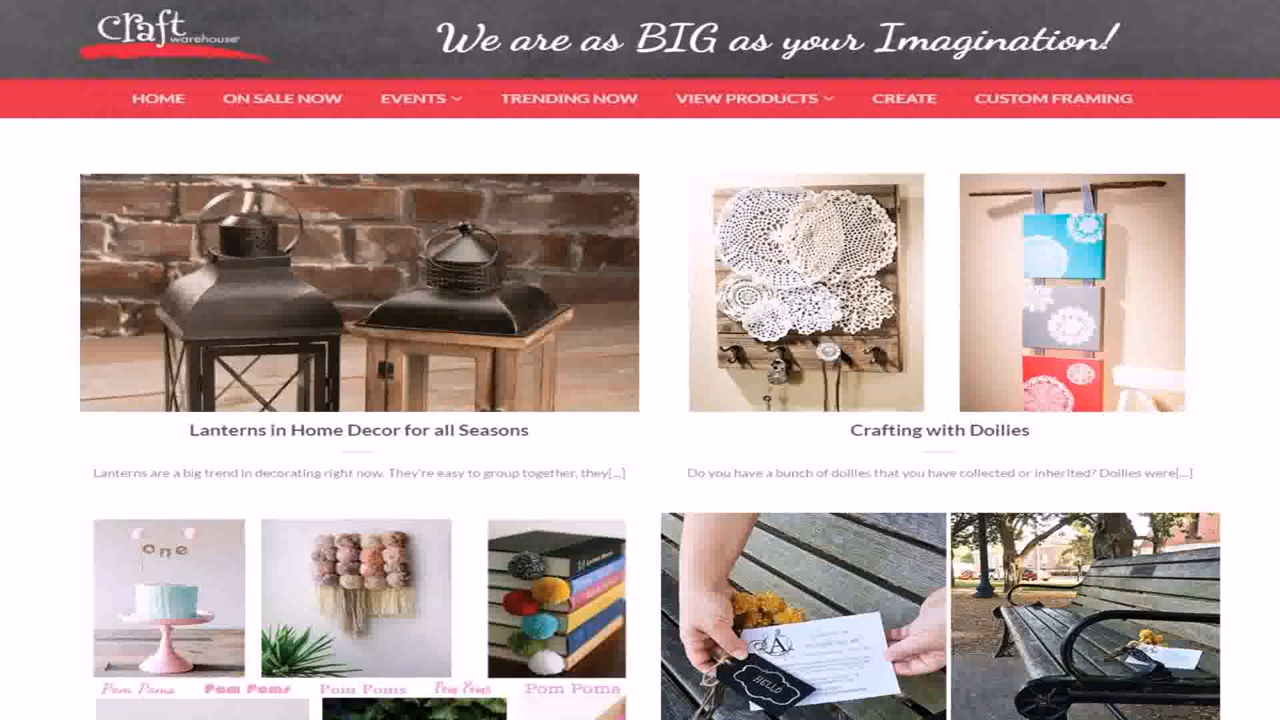 craft
warehouse
We are as BIG as your Imagination!
HOME ON SALE NOW EVENTS TRENDING NOW VIEW PRODUCTS CREATE CUSTOM FRAMING
Lanterns in Home Decor for all Seasons
Lanterns are a big trend in decorating right now. They're easy to group together, they[...]
Crafting with Doilies
Do you have a bunch of doilies that you have collected or inherited? Doilies were[...]
one
A
HELLO
Pom Poms Pom Poms Pom Poms Pom Poms Pom Poms